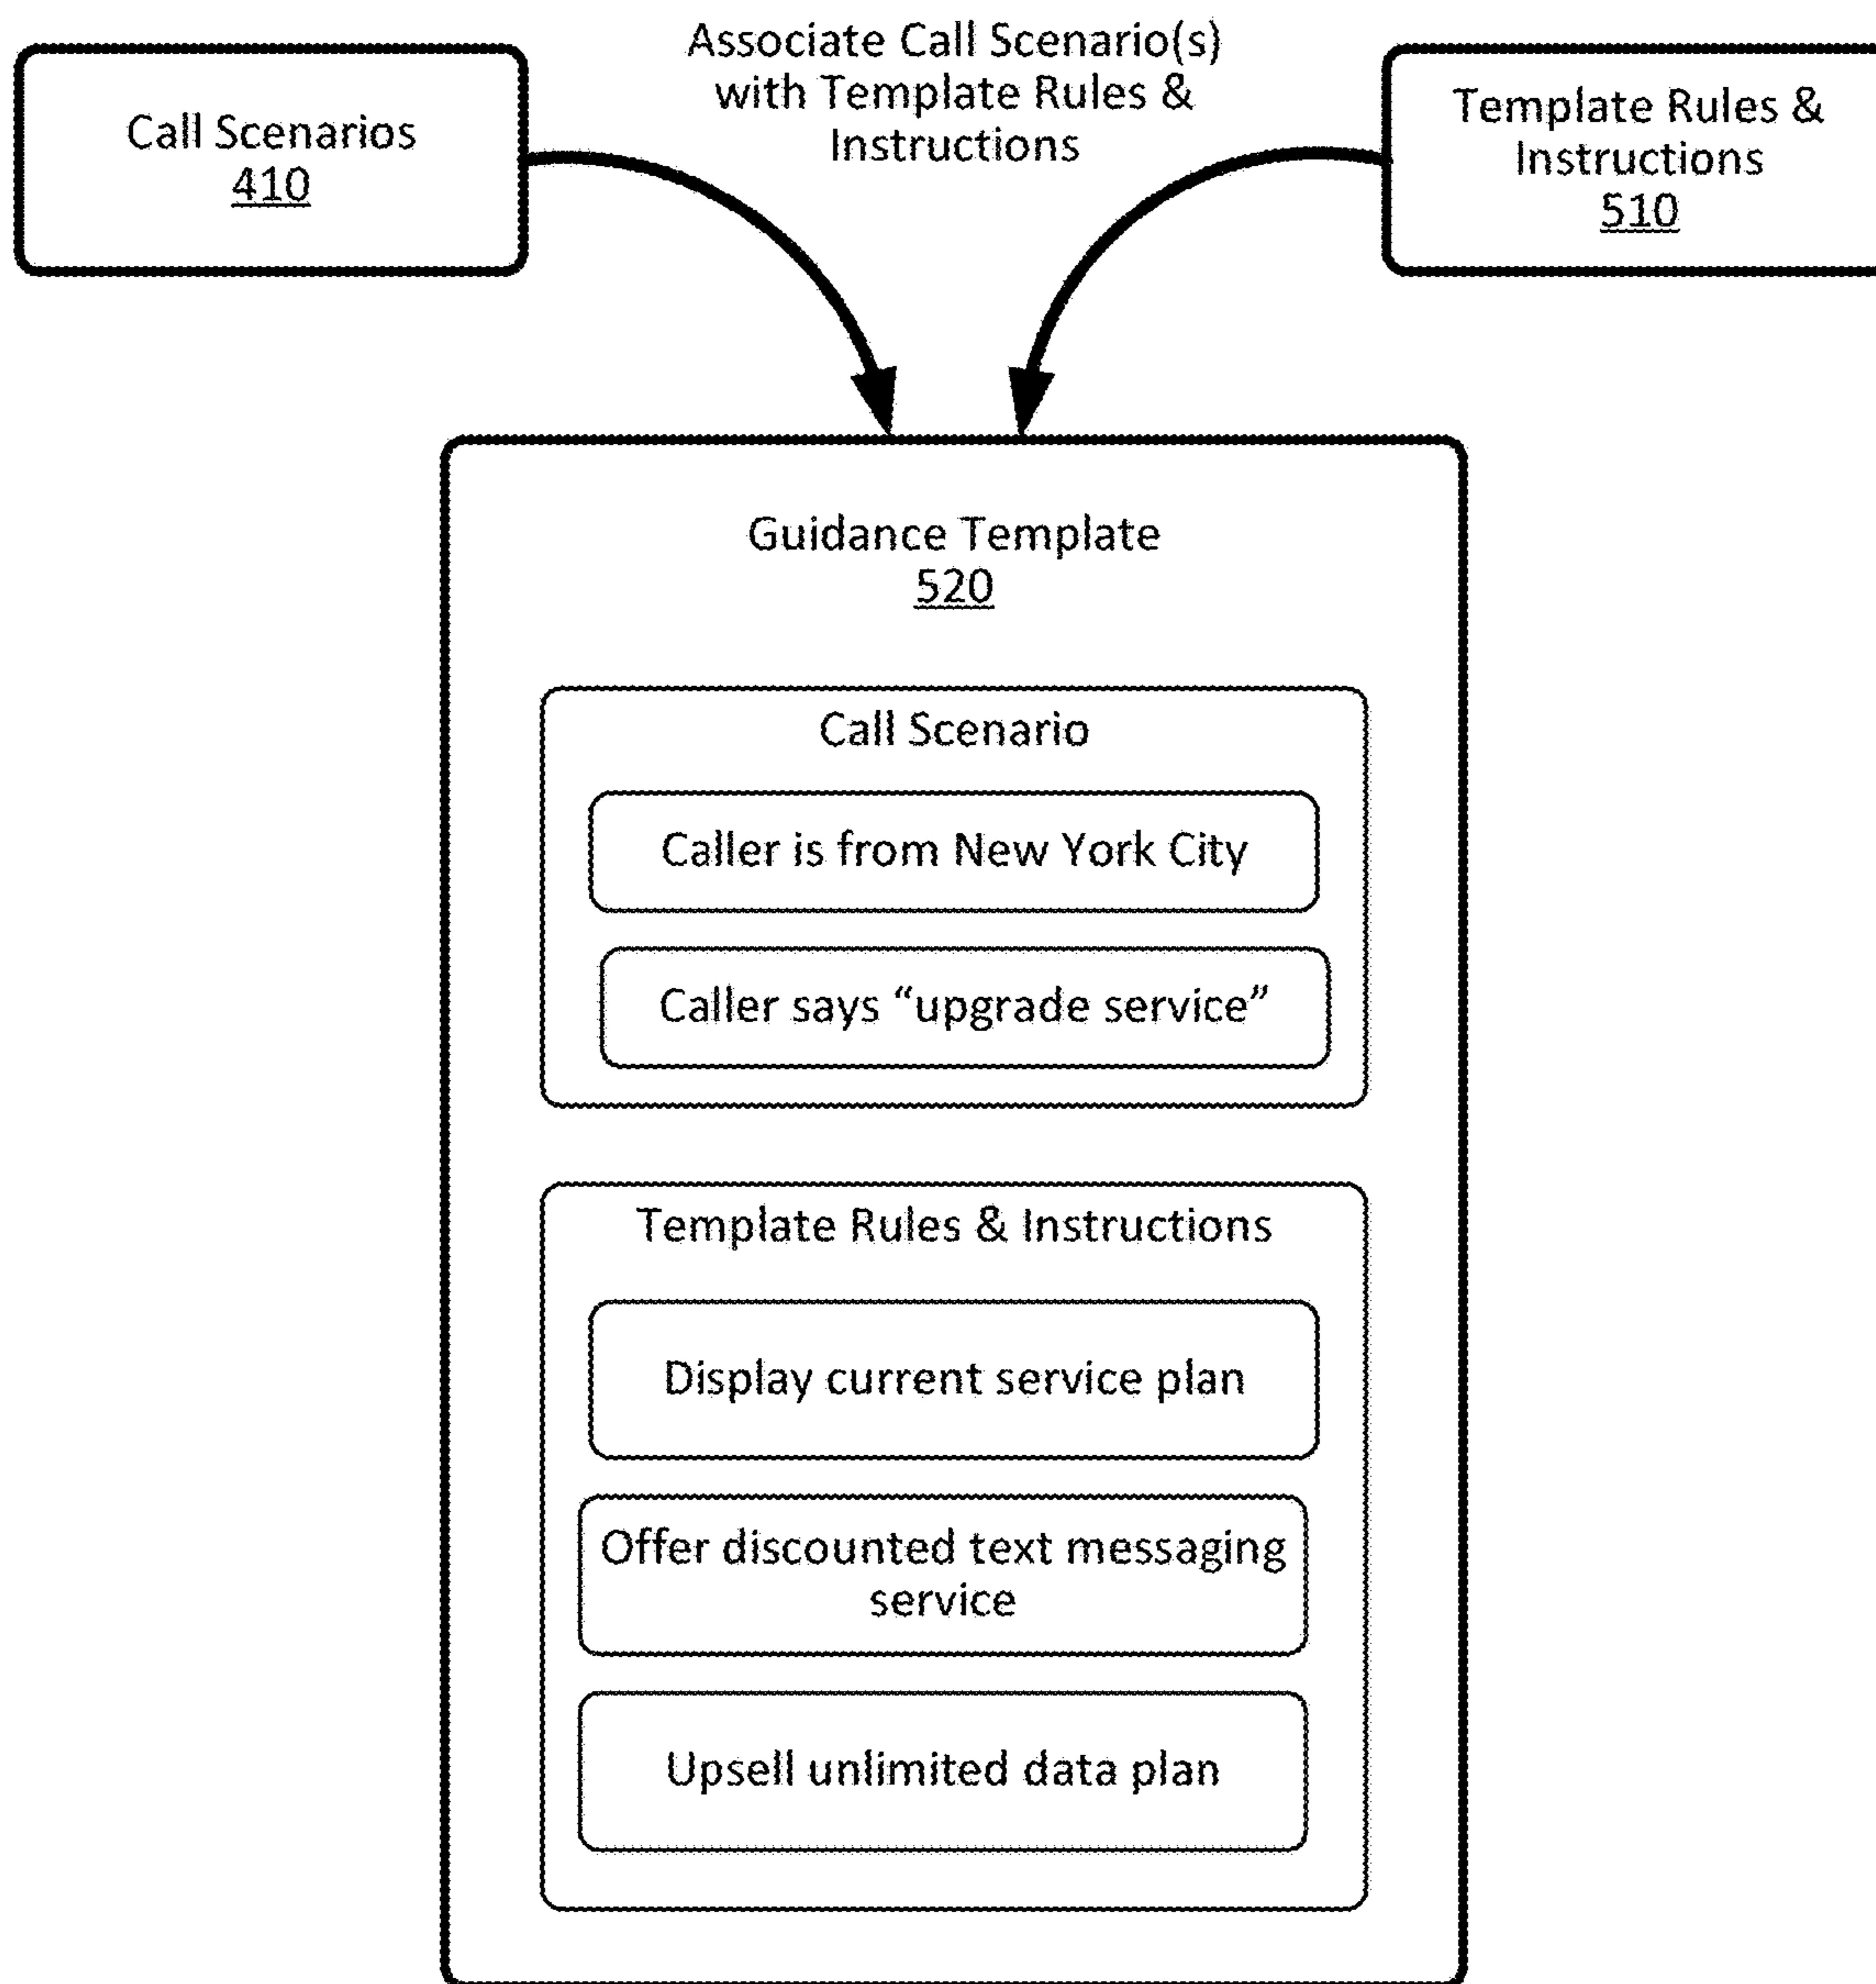 Associate Call Scenario(s)
with Template Rules &
Instructions
Call Scenarios
410
Template Rules &
Instructions
510
Guidance Template
520
Call Scenario
Caller is from New York City
Caller says “upgrade service”
Template Rules & Instructions
Display current service plan
Offer discounted text messaging
service
Upsell unlimited data plan